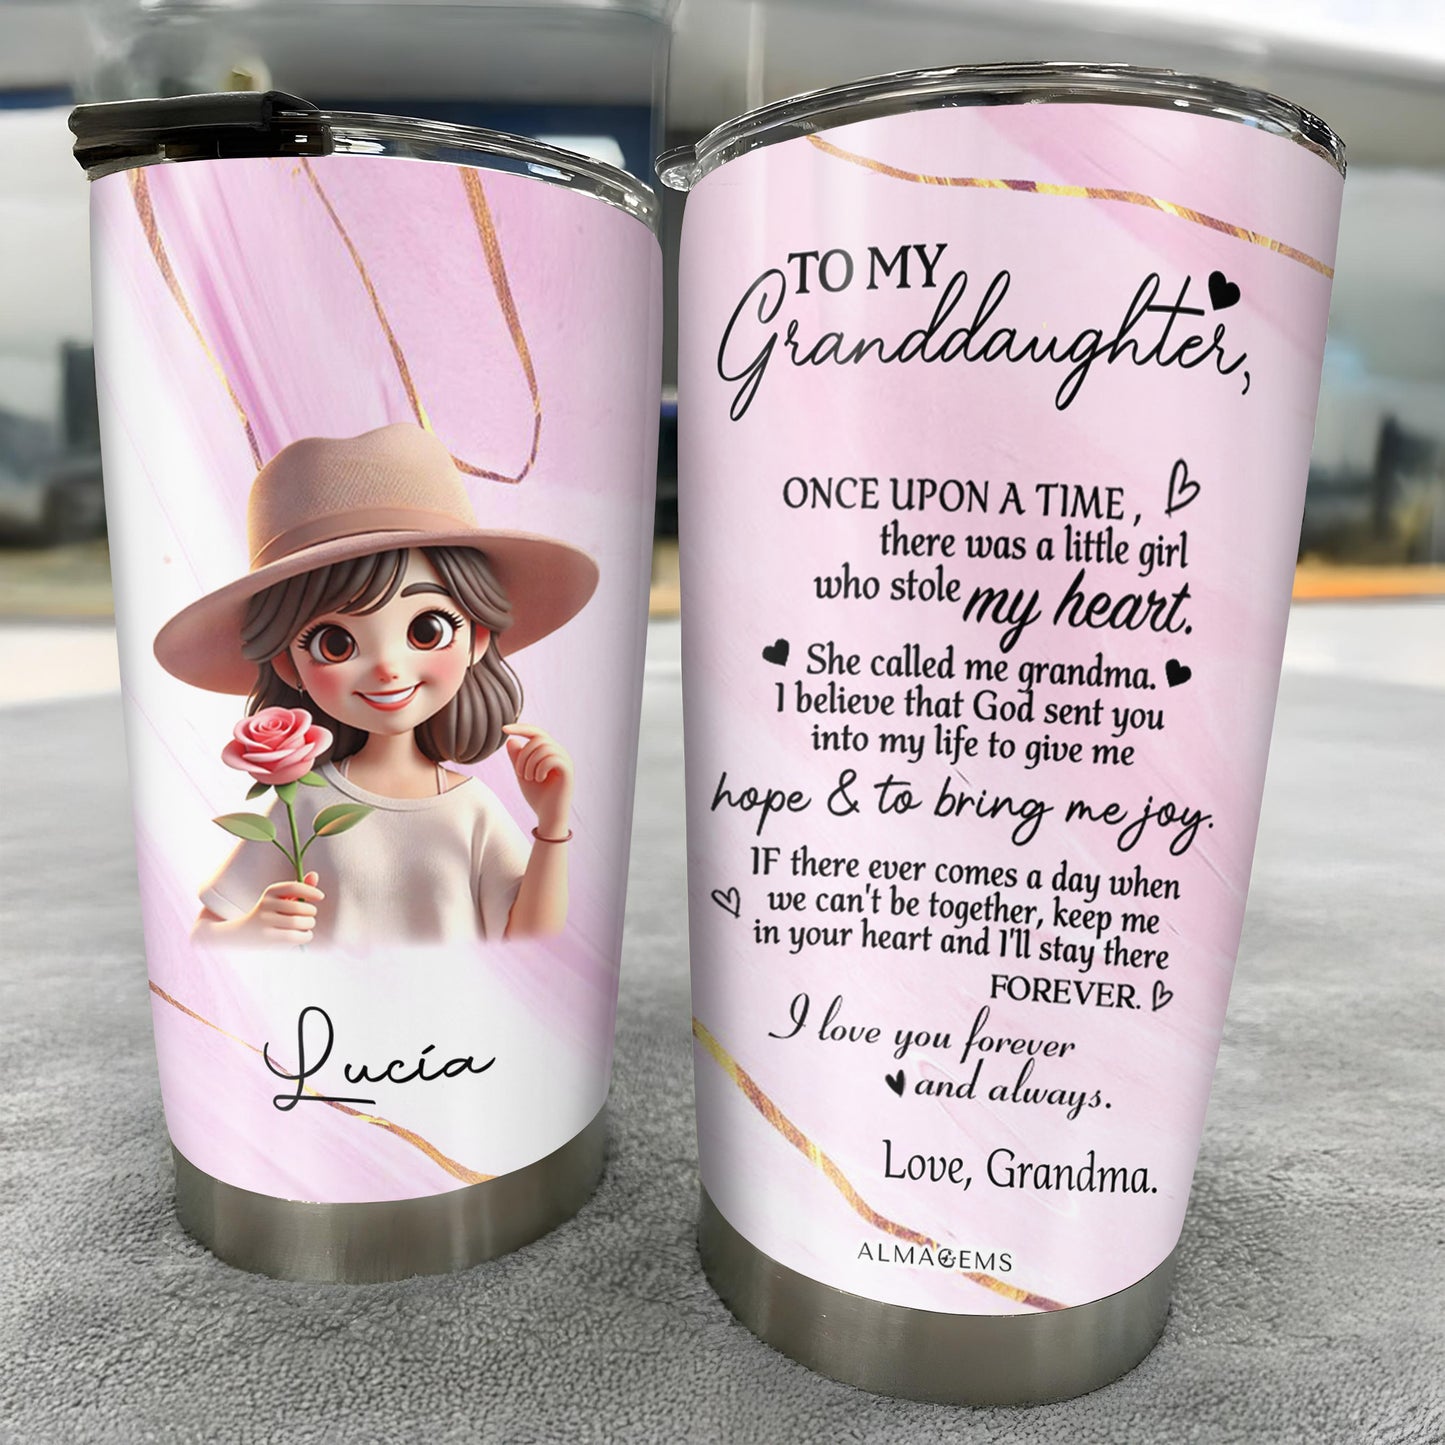 Lucía
TO MY
Granddaughter,
ONCE UPON A TIME,
there was a little girl
who stole my heart.
She called me grandma.
I believe that God sent you
into my life to give me
hope & to bring me joy.
IF there ever comes a day when
we can't be together, keep me
in your heart and I'll stay there
FOREVER.
I love you forever
and always.
Love, Grandma.
ALMAGEMS